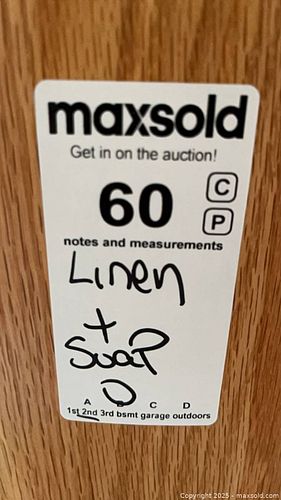 maxsold
Get in on the auction!
C
60
P
notes and measurements
Linen
+
Soap
A B C D
1st 2nd 3rd bsmt garage outdoors
Copyright © 2025 - maxsold.com